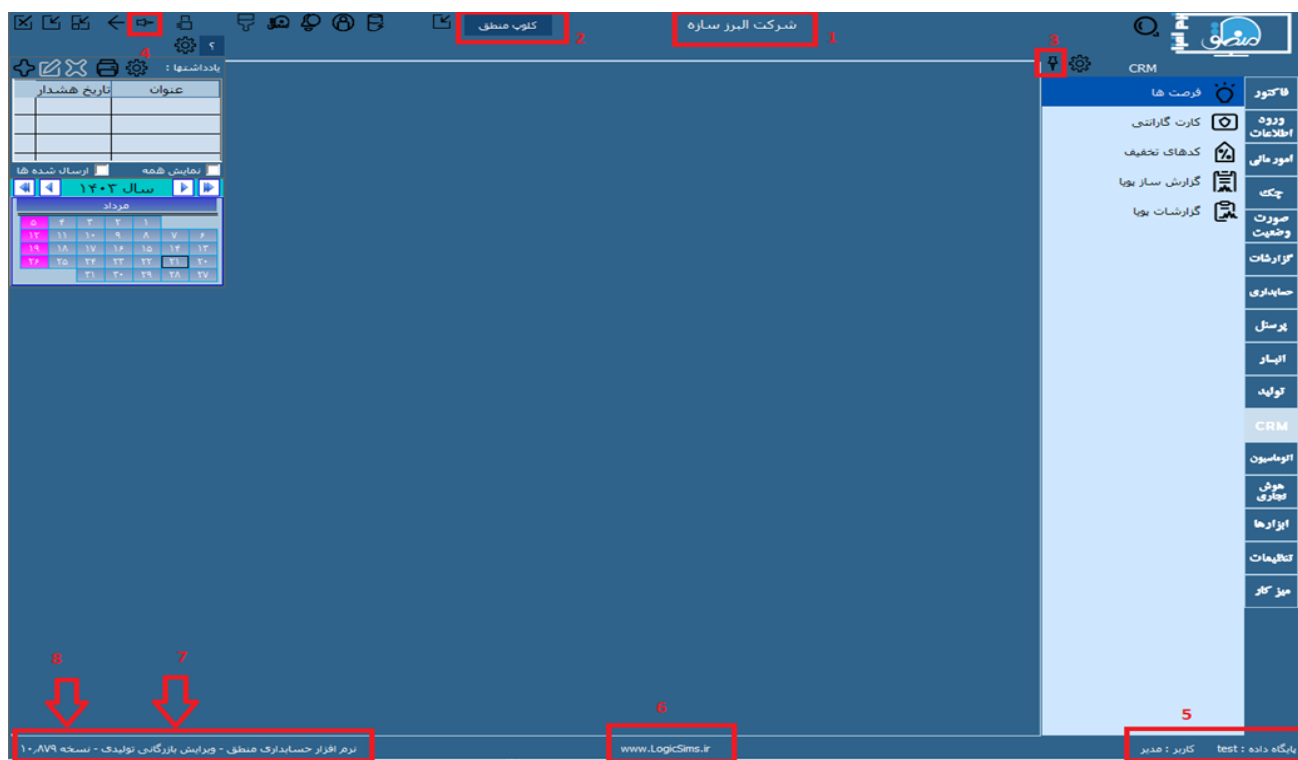 شرکت البرز سازه
1
کلوپ منطق
2
؟
4
3
منطق
CRM
یادداشتها :
عنوان
تاریخ هشدار
نمایش همه
ارسال شده ها
سال ۱۴۰۳
مرداد
۱ ۲ ۳ ۴ ۵
۶ ۷ ۸ ۹ ۱۰ ۱۱ ۱۲
۱۳ ۱۴ ۱۵ ۱۶ ۱۷ ۱۸ ۱۹
۲۰ ۲۱ ۲۲ ۲۳ ۲۴ ۲۵ ۲۶
۲۷ ۲۸ ۲۹ ۳۰ ۳۱
فرصت ها
کارت گارانتی
کدهای تخفیف
گزارش ساز پویا
گزارشات پویا
فاکتور
ورود
اطلاعات
امور مالی
چک
صورت
وضعیت
گزارشات
حسابداری
پرسنل
انبار
تولید
CRM
اتوماسیون
هوش
تجاری
ابزارها
تنظیمات
میز کار
8
7
6
5
پایگاه داده : test
کاربر : مدیر
www.LogicSims.ir
نرم افزار حسابداری منطق - ویرایش بازرگانی تولیدی - نسخه ۱۰٫۸۷۹